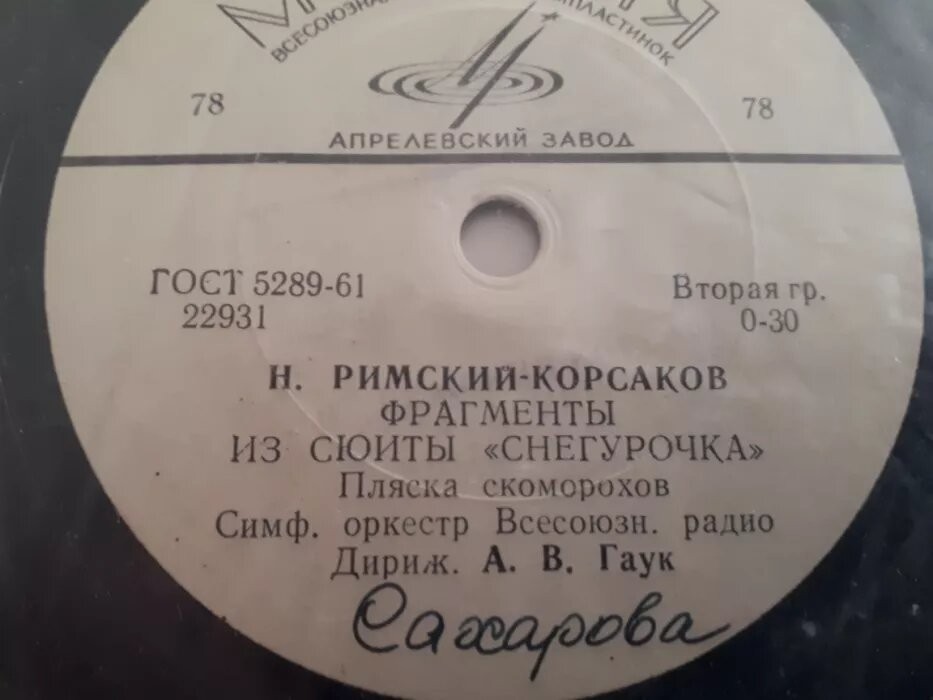 ВСЕСОЮЗНА
ПЛАСТИНОК
78
78
АПРЕЛЕВСКИЙ ЗАВОД
ГОСТ 5289-61
Вторая гр.
22931
0-30
Н. РИМСКИЙ-КОРСАКОВ
ФРАГМЕНТЫ
ИЗ СЮИТЫ «СНЕГУРОЧКА»
Пляска скоморохов
Симф. оркестр Всесоюзн. радио
Дириж. А. В. Гаук
Сахарова